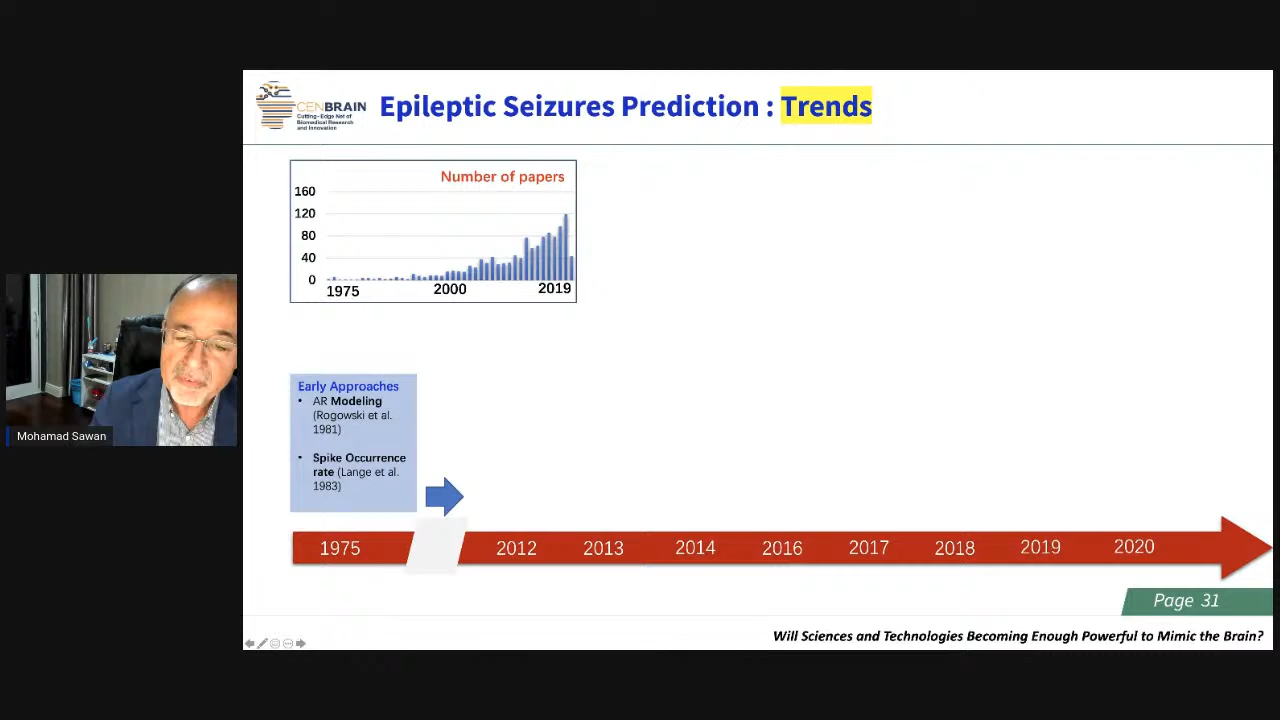 CENBRAIN
Cutting-Edge Net of
Biomedical Research
and Innovation
Epileptic Seizures Prediction : Trends
Number of papers
160
120
80
40
0
1975 2000 2019
Mohamad Sawan
Early Approaches
• AR Modeling
(Rogowski et al.
1981)
• Spike Occurrence
rate (Lange et al.
1983)
1975 2012 2013 2014 2016 2017 2018 2019 2020
Page 31
Will Sciences and Technologies Becoming Enough Powerful to Mimic the Brain?